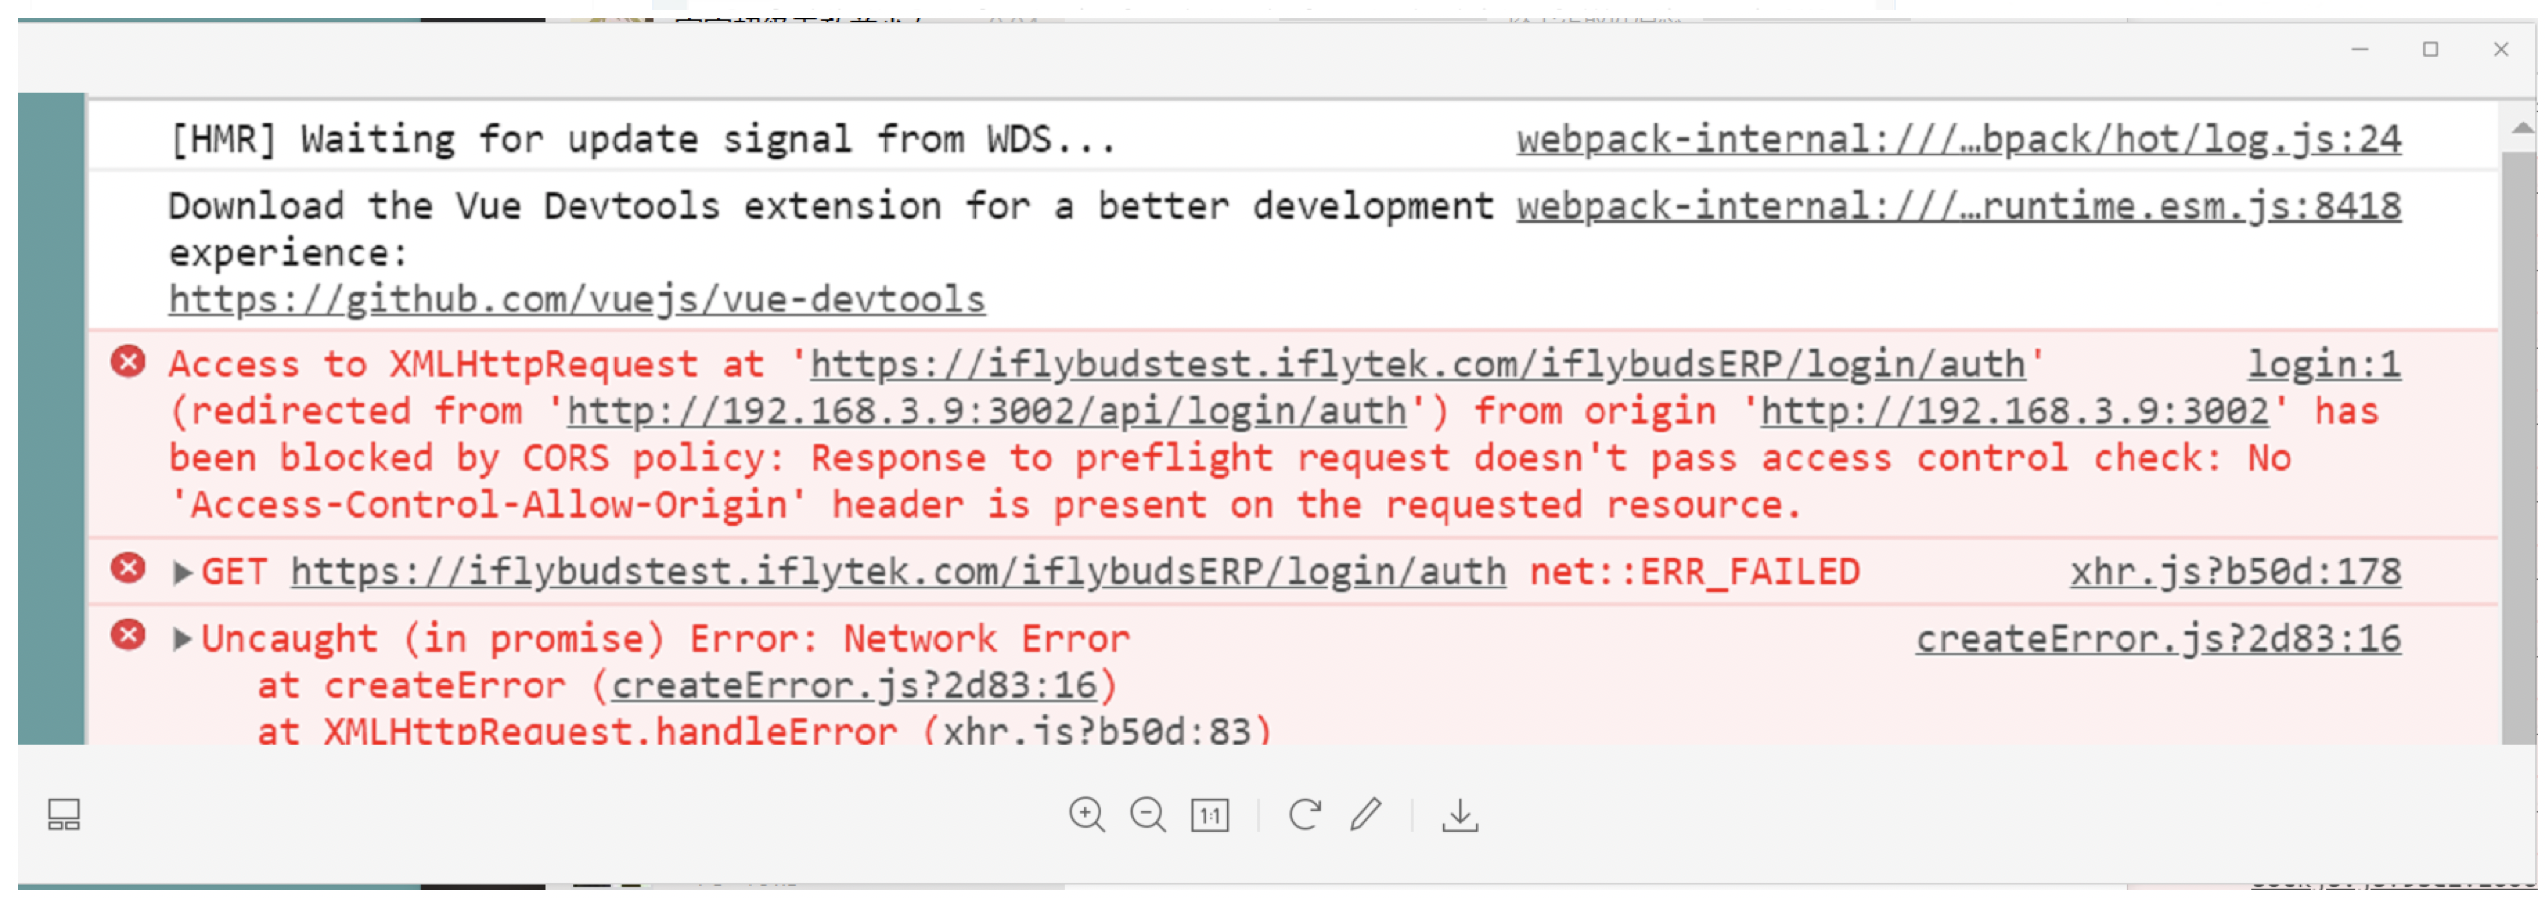 [HMR] Waiting for update signal from WDS... webpack-internal:///…bpack/hot/log.js:24
Download the Vue Devtools extension for a better development webpack-internal:///…runtime.esm.js:8418
experience:
https://github.com/vuejs/vue-devtools
Access to XMLHttpRequest at 'https://iflybudstest.iflytek.com/iflybudsERP/login/auth' login:1
(redirected from 'http://192.168.3.9:3002/api/login/auth') from origin 'http://192.168.3.9:3002' has
been blocked by CORS policy: Response to preflight request doesn't pass access control check: No
'Access-Control-Allow-Origin' header is present on the requested resource.
GET https://iflybudstest.iflytek.com/iflybudsERP/login/auth net::ERR_FAILED xhr.js?b50d:178
Uncaught (in promise) Error: Network Error createError.js?2d83:16
at createError (createError.js?2d83:16)
at XMLHttpRequest.handleError (xhr.js?b50d:83)
1:1